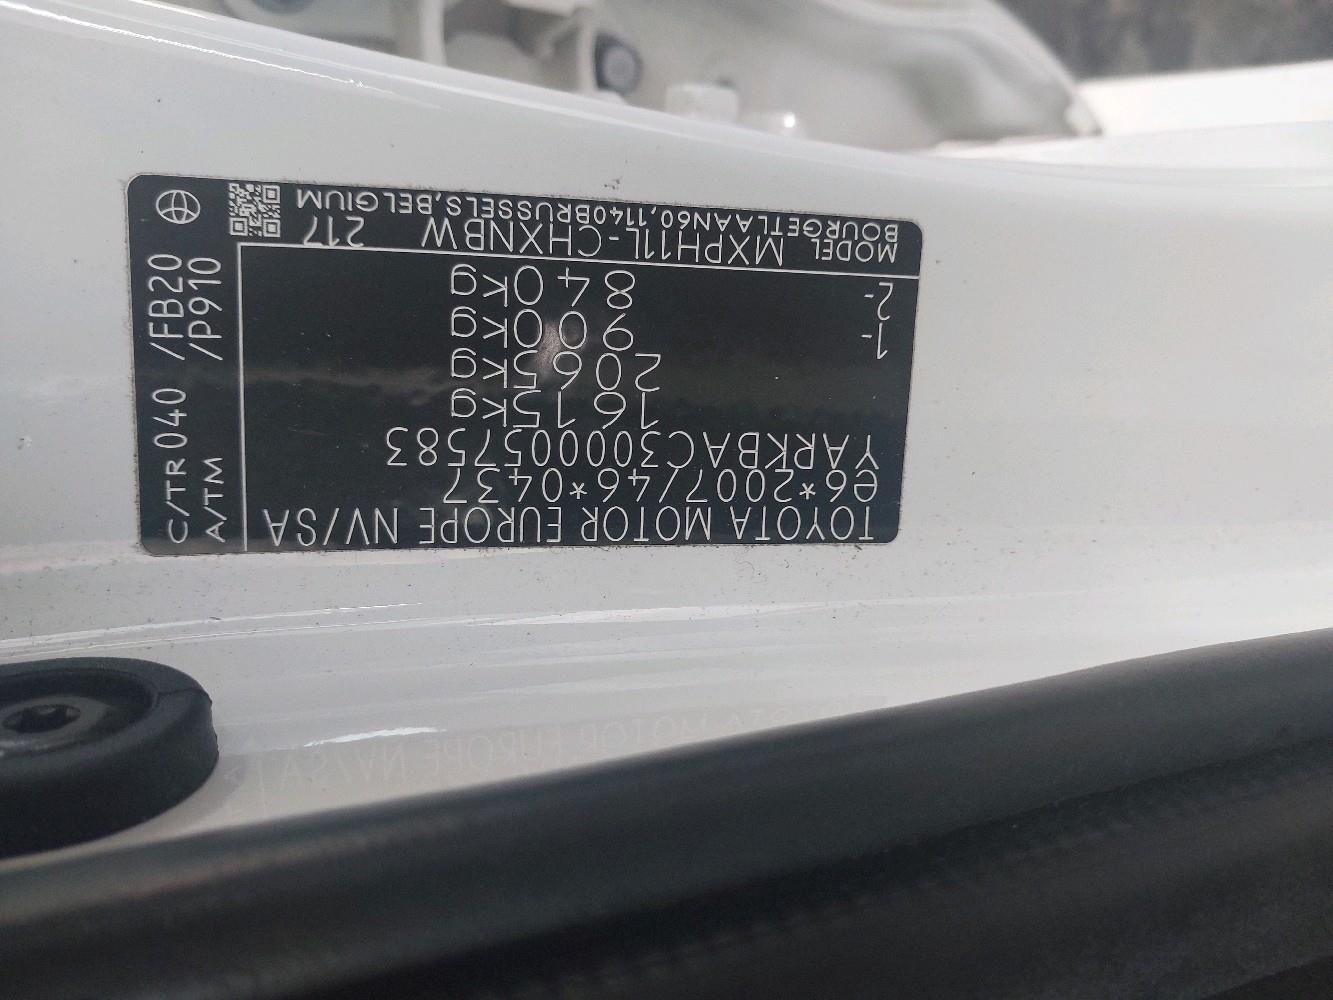 TOYOTA MOTOR EUROPE NV/SA
e6*2007/46*0437
YARKBAC3000057583
1615kg
2065kg
1- 900kg
2- 840kg
MODEL MXPH11L-CHXNBW 217
BOURGETLAAN60,1140BRUSSELS,BELGIUM
C/TR 040 /FB20
A/TM /P910